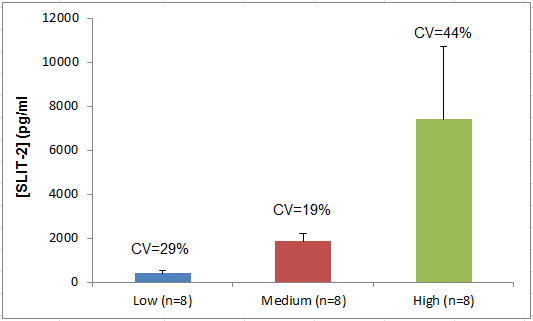 12000
10000
8000
6000
4000
2000
0
[SLIT-2] (pg/ml
CV=29%
CV=19%
CV=44%
Low (n=8)
Medium (n=8)
High (n=8)